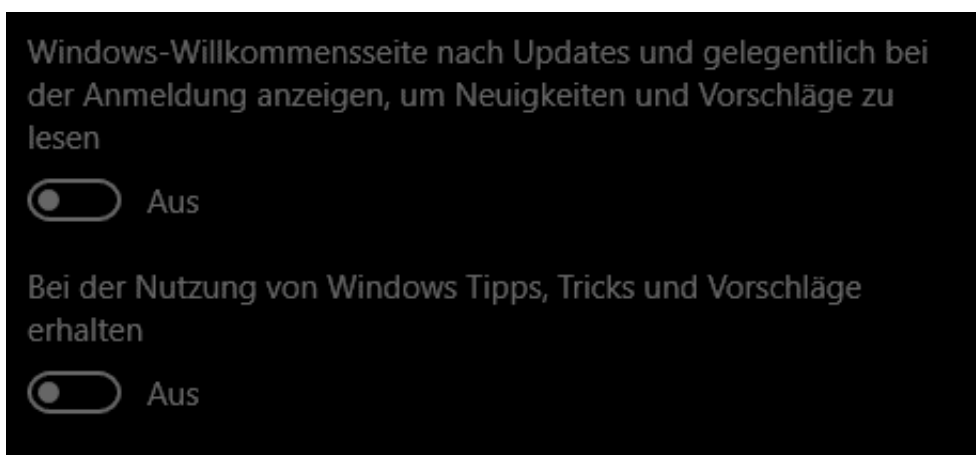 Windows-Willkommensseite nach Updates und gelegentlich bei
der Anmeldung anzeigen, um Neuigkeiten und Vorschläge zu
lesen
Aus
Bei der Nutzung von Windows Tipps, Tricks und Vorschläge
erhalten
Aus